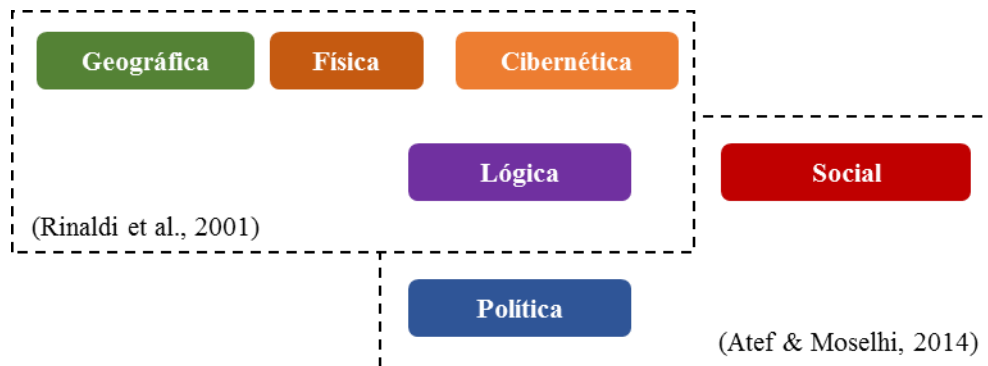 Geográfica
Física
Cibernética
Lógica
Social
(Rinaldi et al., 2001)
Política
(Atef & Moselhi, 2014)